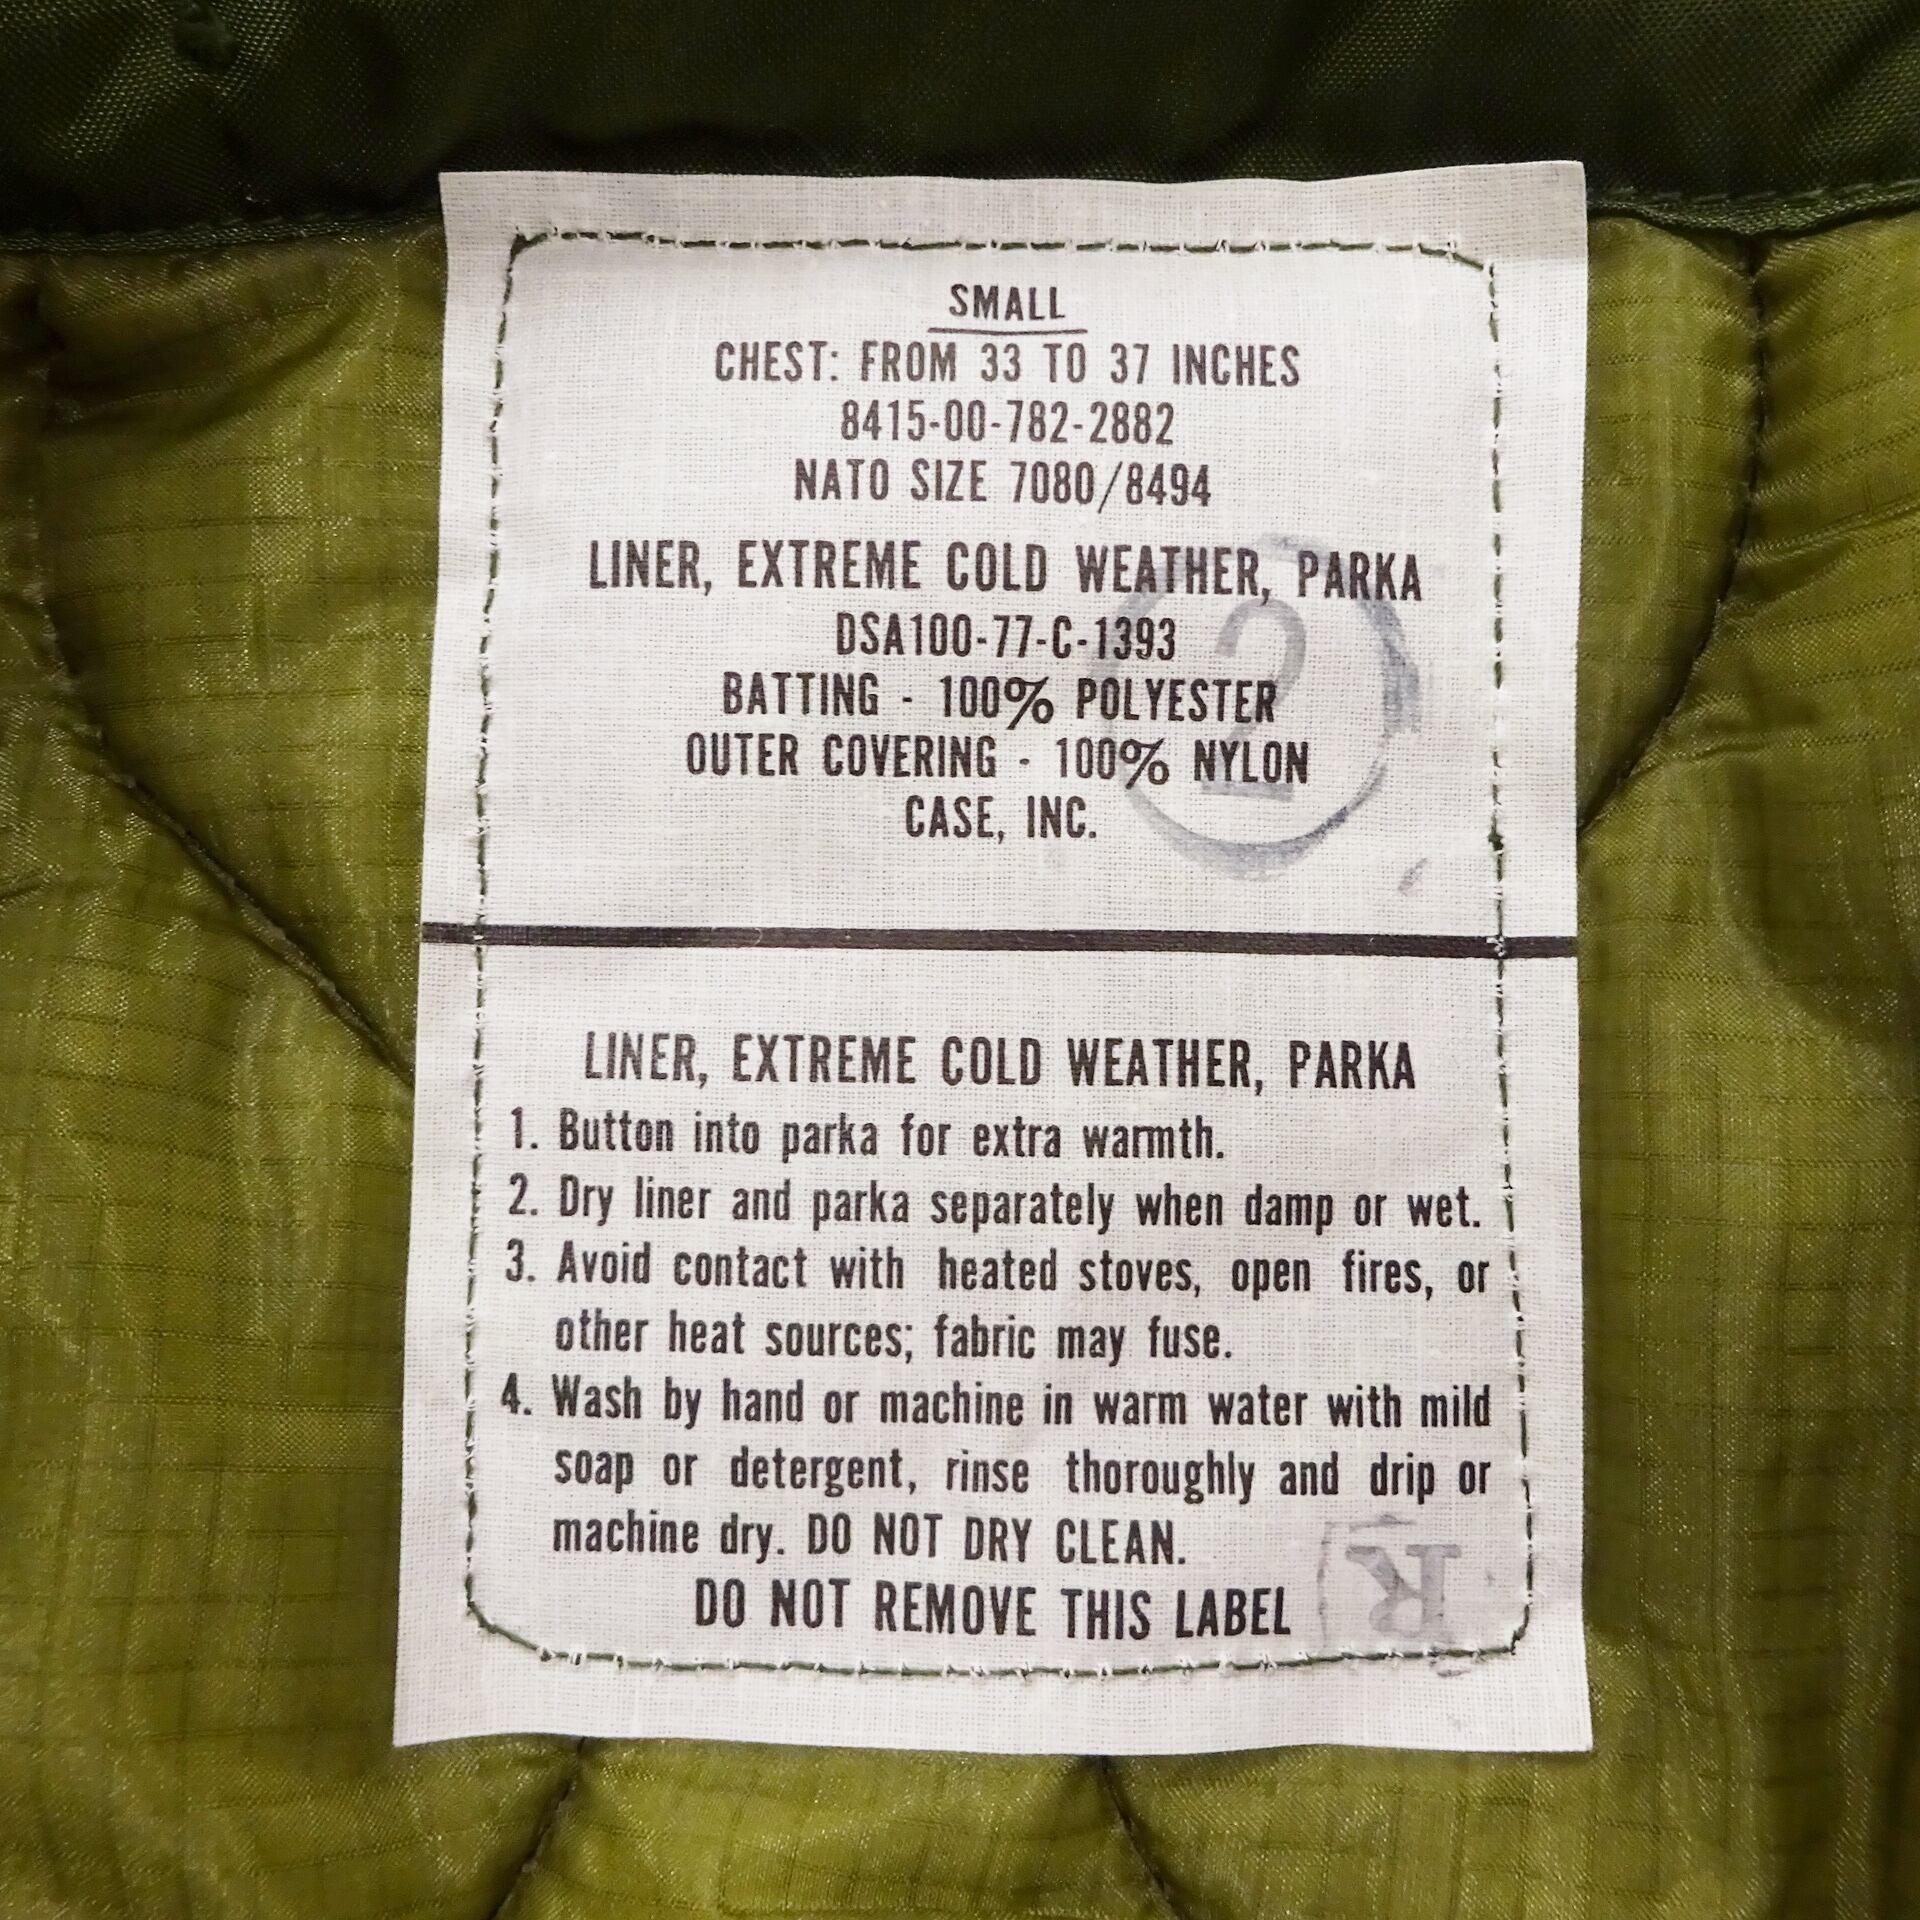 SMALL
CHEST: FROM 33 TO 37 INCHES
8415-00-782-2882
NATO SIZE 7080/8494
LINER, EXTREME COLD WEATHER, PARKA
DSA100-77-C-1393
BATTING - 100% POLYESTER
OUTER COVERING - 100% NYLON
CASE, INC.
2
LINER, EXTREME COLD WEATHER, PARKA
1. Button into parka for extra warmth.
2. Dry liner and parka separately when damp or wet.
3. Avoid contact with heated stoves, open fires, or
other heat sources; fabric may fuse.
4. Wash by hand or machine in warm water with mild
soap or detergent, rinse thoroughly and drip or
machine dry. DO NOT DRY CLEAN.
DO NOT REMOVE THIS LABEL
R